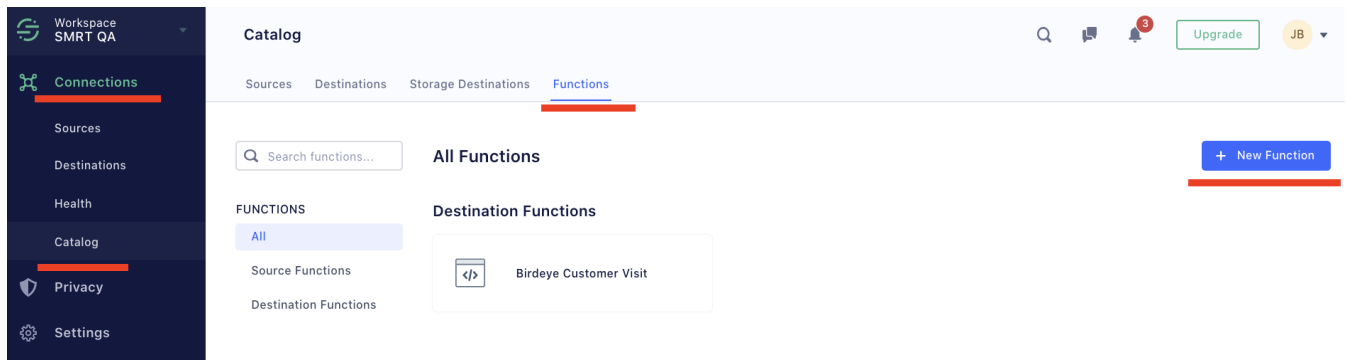 Workspace
SMRT QA
Connections
Sources
Destinations
Health
Catalog
Privacy
Settings
Catalog
3
Upgrade
JB
Sources Destinations Storage Destinations Functions
Search functions...
All Functions
+ New Function
FUNCTIONS
All
Source Functions
Destination Functions
Destination Functions
</> Birdeye Customer Visit